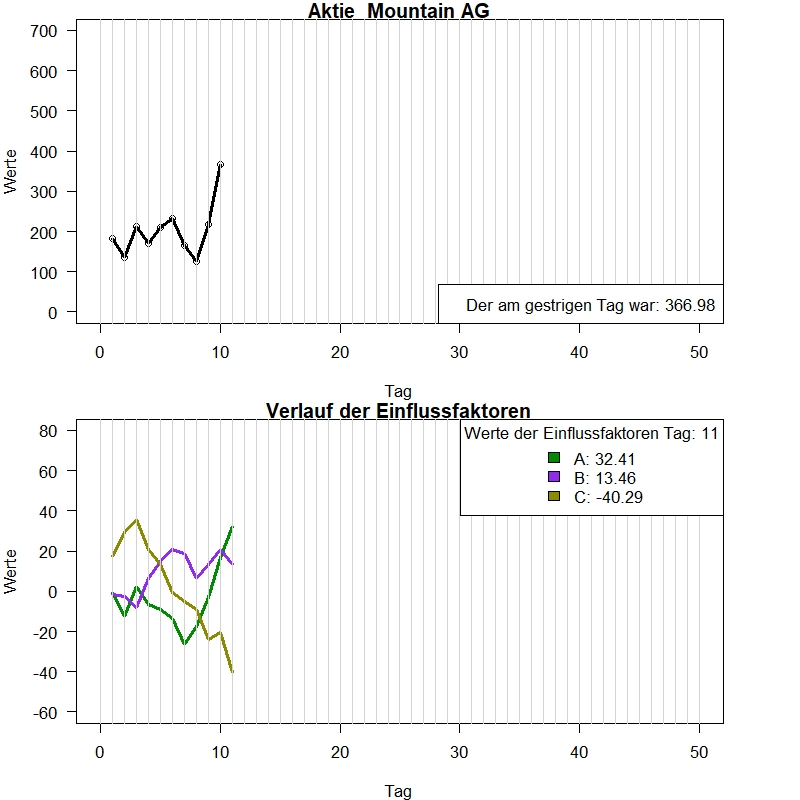 Aktie  Mountain AG
700
600
500
400
300
200
100
0
Werte
Der am gestrigen Tag war: 366.98
0 10 20 30 40 50
Tag
Verlauf der Einflussfaktoren
80
60
40
20
0
-20
-40
-60
Werte
Werte der Einflussfaktoren Tag: 11
A: 32.41
B: 13.46
C: -40.29
0 10 20 30 40 50
Tag